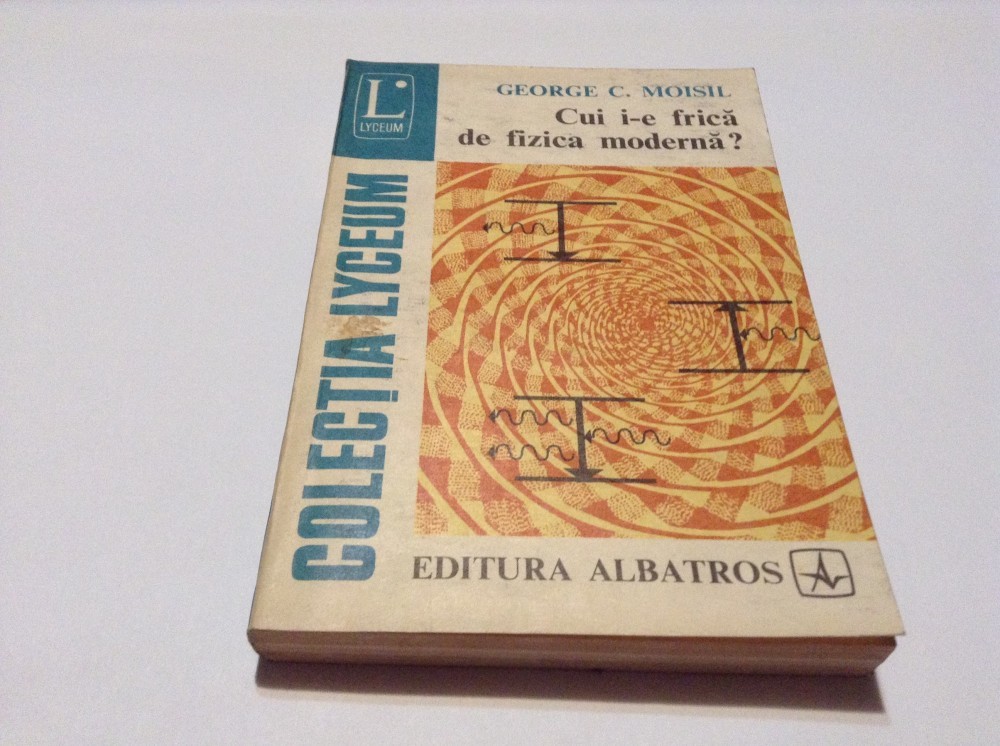 L
LYCEUM
GEORGE C. MOISIL
Cui i-e frică
de fizica modernă?
COLECȚIA LYCEUM
EDITURA ALBATROS